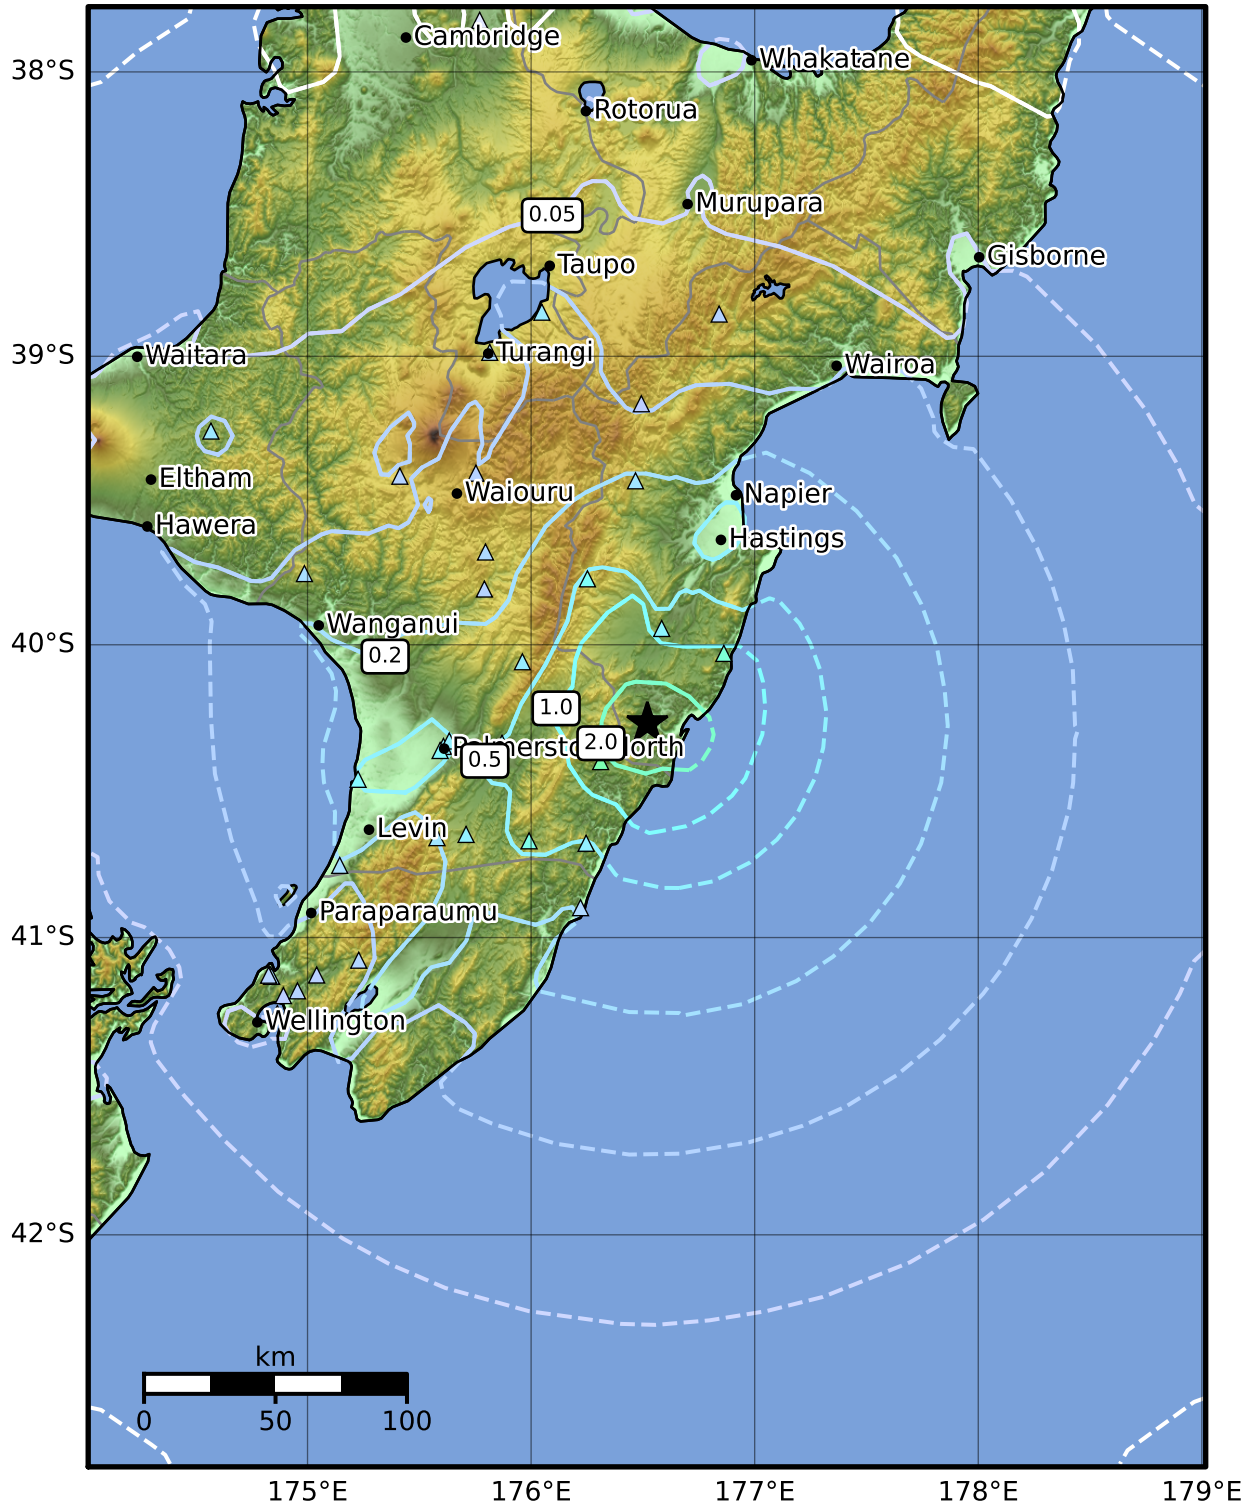 Cambridge
Whakatane
38°S
Rotorua
Murupara
0.05
Gisborne
Taupo
39°S
Waitara
Turangi
Wairoa
Eltham
Waiouru
Napier
Hawera
Hastings
Wanganui
40°S
0.2
1.0
2.0
Palmerston North
0.5
Levin
Paraparaumu
41°S
Wellington
42°S
km
0 50 100
175°E 176°E 177°E 178°E 179°E